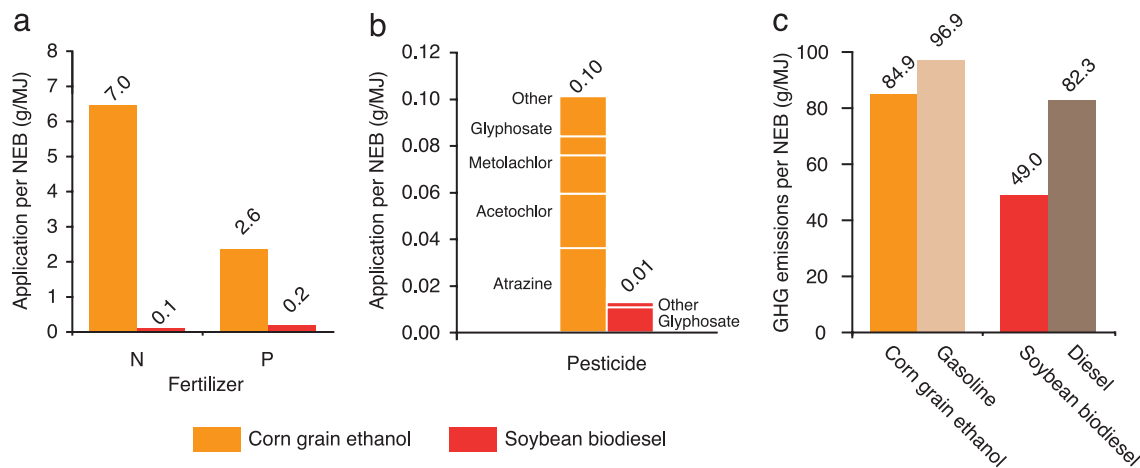 a
Application per NEB (g/MJ)
8
7
6
5
4
3
2
1
0
7.0
0.1
2.6
0.2
N
P
Fertilizer
b
Application per NEB (g/MJ)
0.12
0.10
0.08
0.06
0.04
0.02
0.00
0.10
Other
Glyphosate
Metolachlor
Acetochlor
Atrazine
0.01
Other
Glyphosate
Pesticide
c
GHG emissions per NEB (g/MJ)
100
80
60
40
20
0
84.9
96.9
49.0
82.3
Corn grain ethanol
Gasoline
Soybean biodiesel
Diesel
Corn grain ethanol
Soybean biodiesel